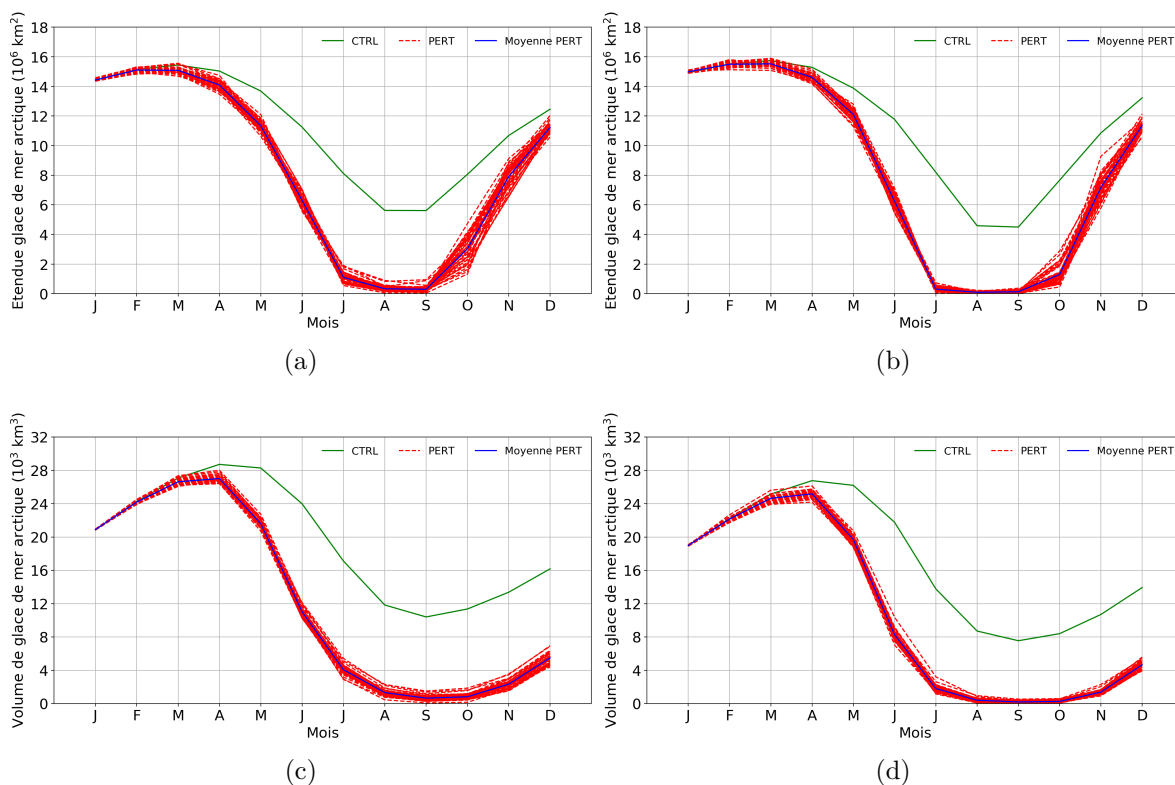 Etendue glace de mer arctique (10⁶ km²)
18
16
14
12
10
8
6
4
2
0
CTRL PERT Moyenne PERT
J F M A M J J A S O N D
Mois
(a)
Etendue glace de mer arctique (10⁶ km²)
18
16
14
12
10
8
6
4
2
0
CTRL PERT Moyenne PERT
J F M A M J J A S O N D
Mois
(b)
Volume de glace de mer arctique (10³ km³)
32
28
24
20
16
12
8
4
0
CTRL PERT Moyenne PERT
J F M A M J J A S O N D
Mois
(c)
Volume de glace de mer arctique (10³ km³)
32
28
24
20
16
12
8
4
0
CTRL PERT Moyenne PERT
J F M A M J J A S O N D
Mois
(d)